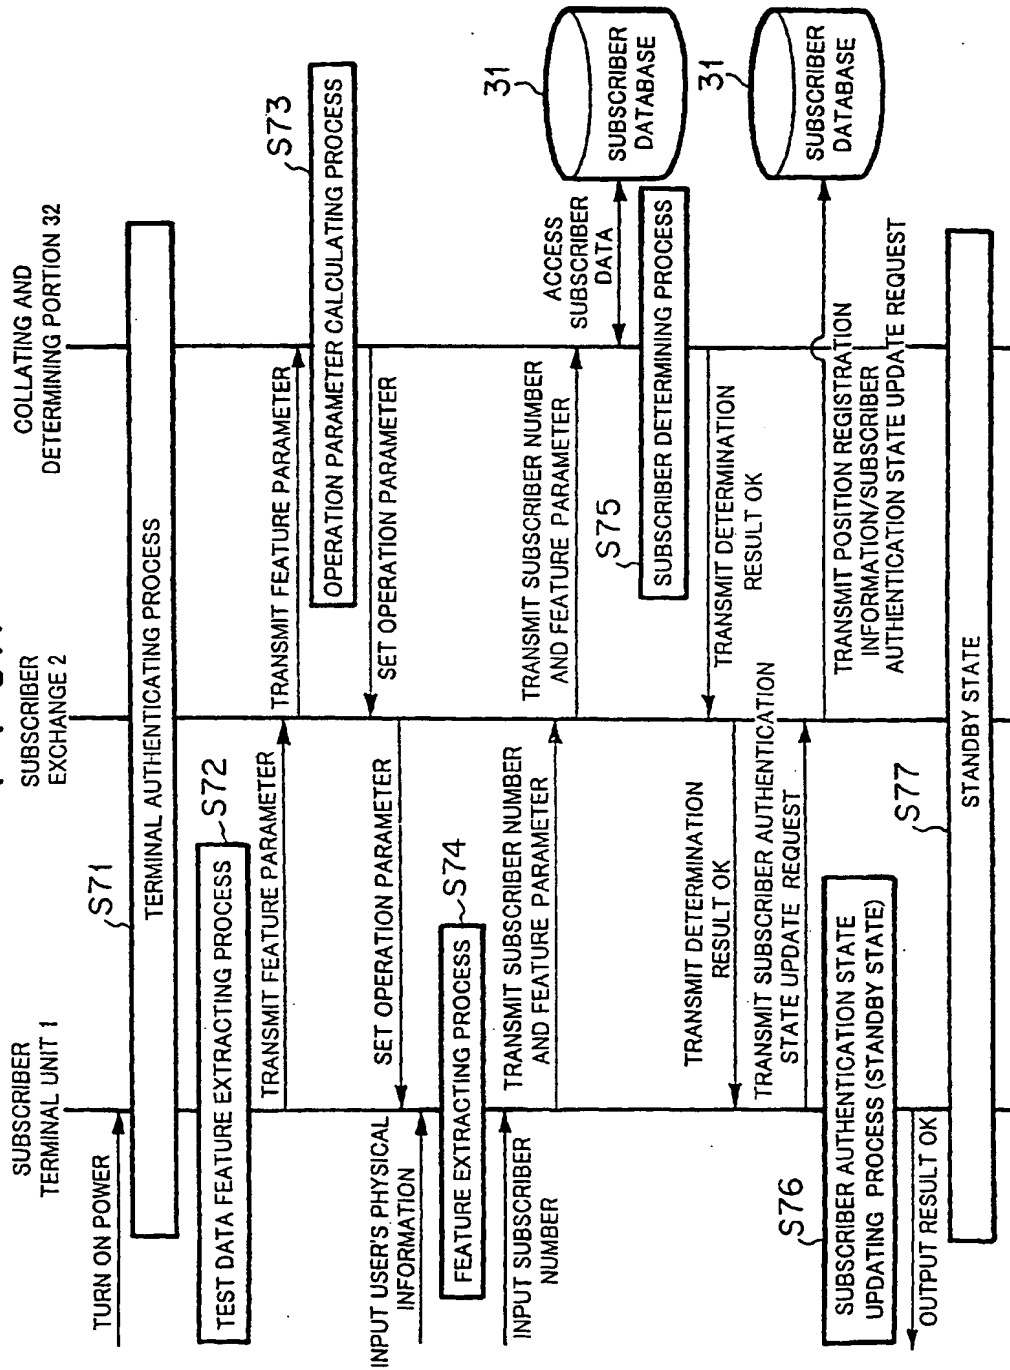 SUBSCRIBER
TERMINAL UNIT 1
SUBSCRIBER
EXCHANGE 2
COLLATING AND
DETERMINING PORTION 32
TURN ON POWER
S71
TERMINAL AUTHENTICATING PROCESS
TEST DATA FEATURE EXTRACTING PROCESS
S72
TRANSMIT FEATURE PARAMETER
TRANSMIT FEATURE PARAMETER
S73
OPERATION PARAMETER CALCULATING PROCESS
SET OPERATION PARAMETER
SET OPERATION PARAMETER
INPUT USER'S PHYSICAL
INFORMATION
FEATURE EXTRACTING PROCESS
S74
INPUT SUBSCRIBER
NUMBER
TRANSMIT SUBSCRIBER NUMBER
AND FEATURE PARAMETER
TRANSMIT SUBSCRIBER NUMBER
AND FEATURE PARAMETER
ACCESS
SUBSCRIBER
DATA
31
SUBSCRIBER
DATABASE
S75
SUBSCRIBER DETERMINING PROCESS
TRANSMIT DETERMINATION
RESULT OK
TRANSMIT DETERMINATION
RESULT OK
TRANSMIT SUBSCRIBER AUTHENTICATION
STATE UPDATE REQUEST
TRANSMIT POSITION REGISTRATION
INFORMATION/SUBSCRIBER
AUTHENTICATION STATE UPDATE REQUEST
31
SUBSCRIBER
DATABASE
S76
SUBSCRIBER AUTHENTICATION STATE
UPDATING PROCESS (STANDBY STATE)
OUTPUT RESULT OK
S77
STANDBY STATE